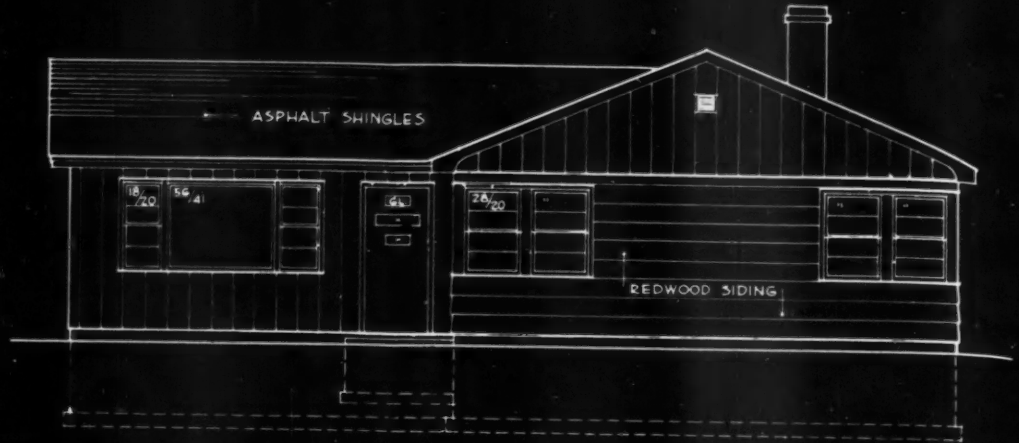 ASPHALT SHINGLES
18/20
56/41
GL
28/20
REDWOOD SIDING